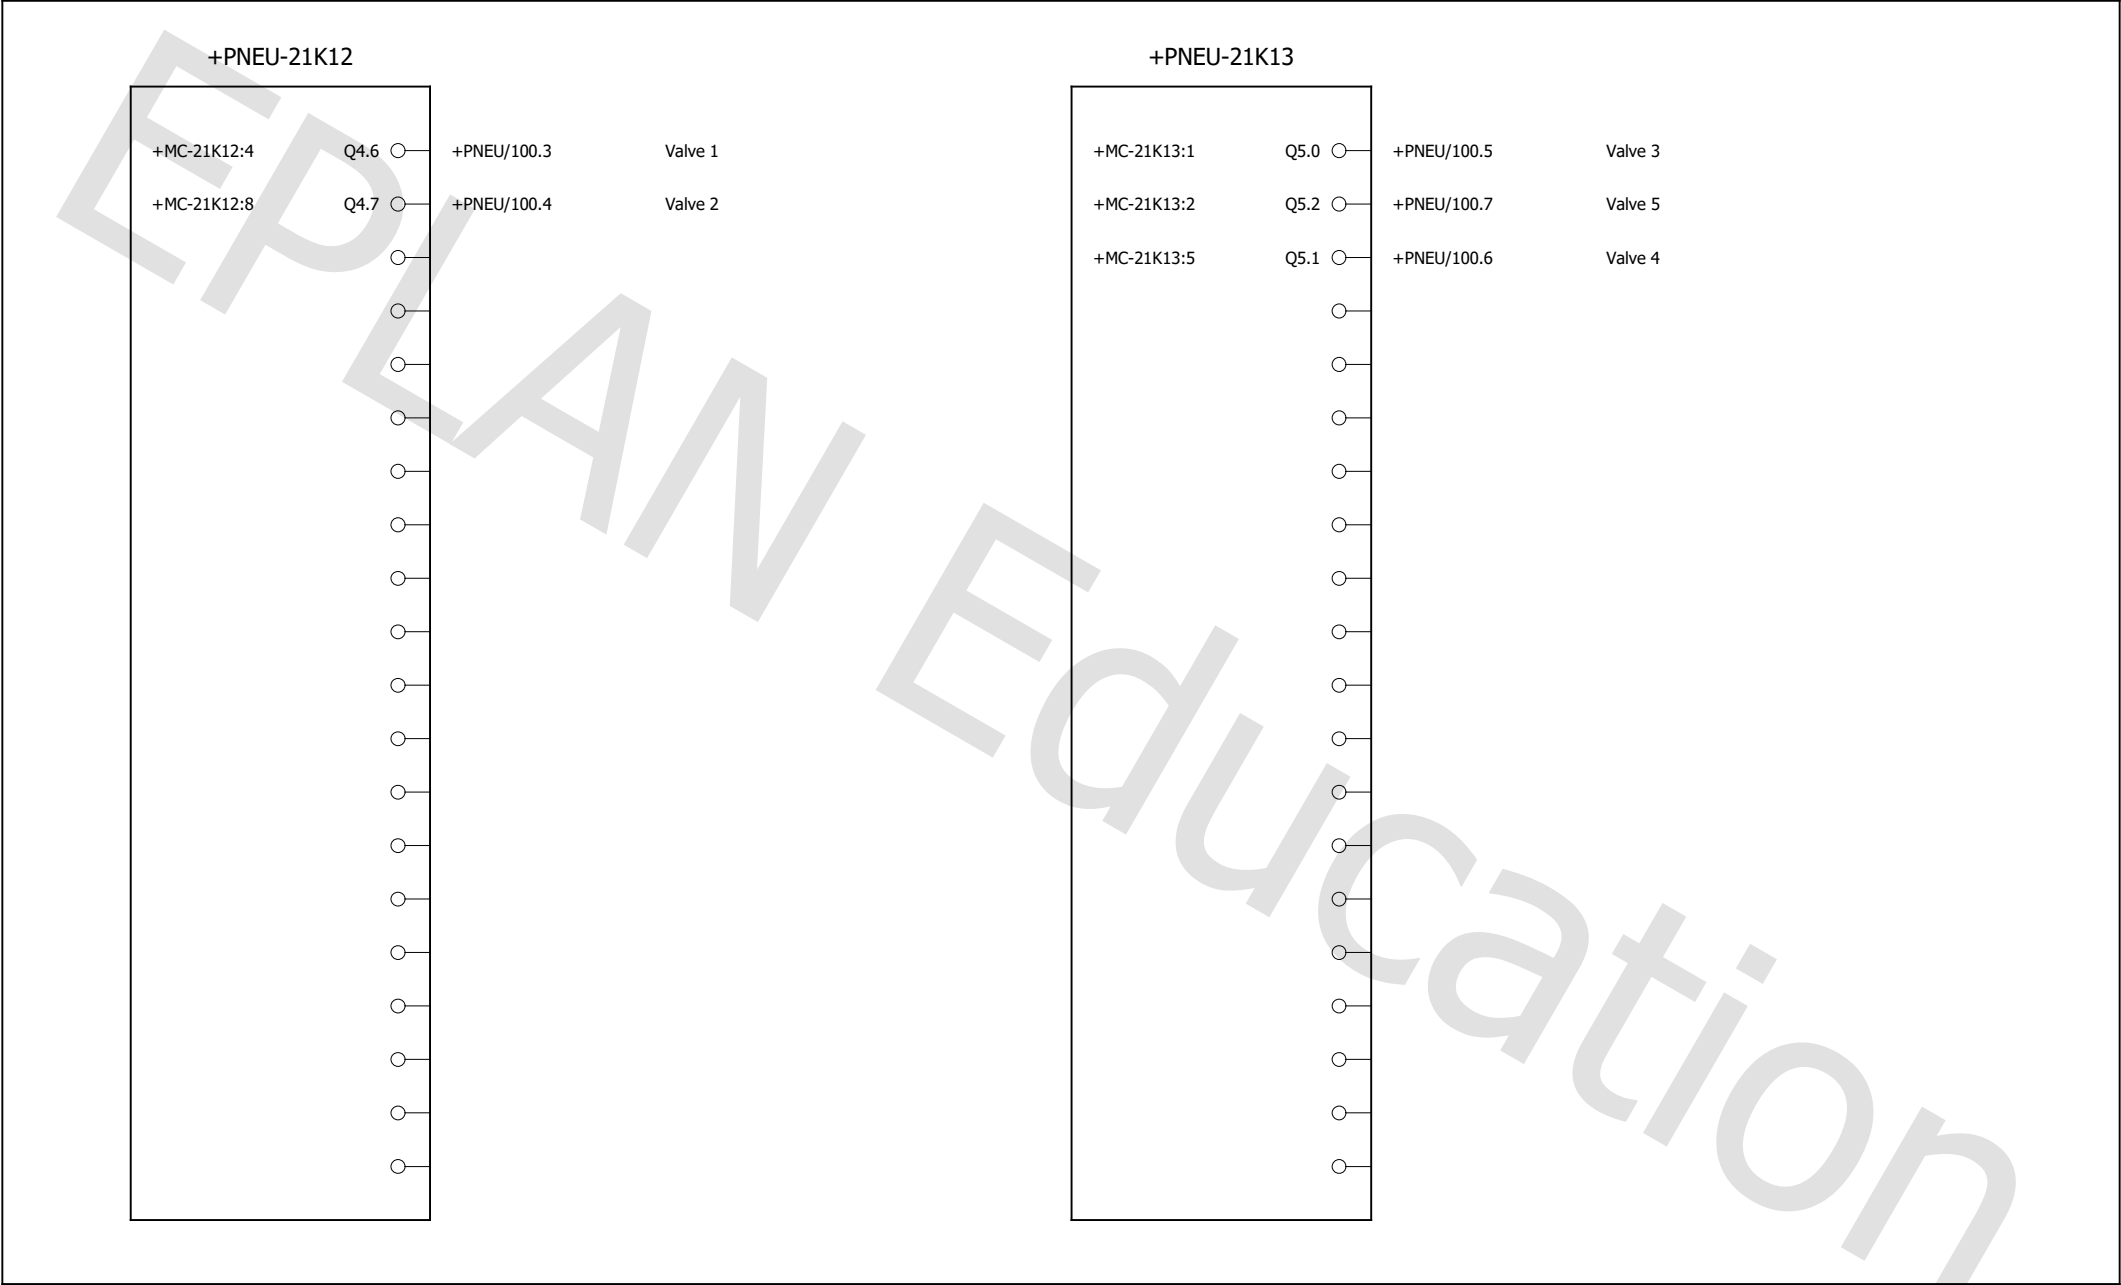 +PNEU-21K12
+MC-21K12:4 Q4.6 +PNEU/100.3 Valve 1
+MC-21K12:8 Q4.7 +PNEU/100.4 Valve 2
+PNEU-21K13
+MC-21K13:1 Q5.0 +PNEU/100.5 Valve 3
+MC-21K13:2 Q5.2 +PNEU/100.7 Valve 5
+MC-21K13:5 Q5.1 +PNEU/100.6 Valve 4
EPLAN Education